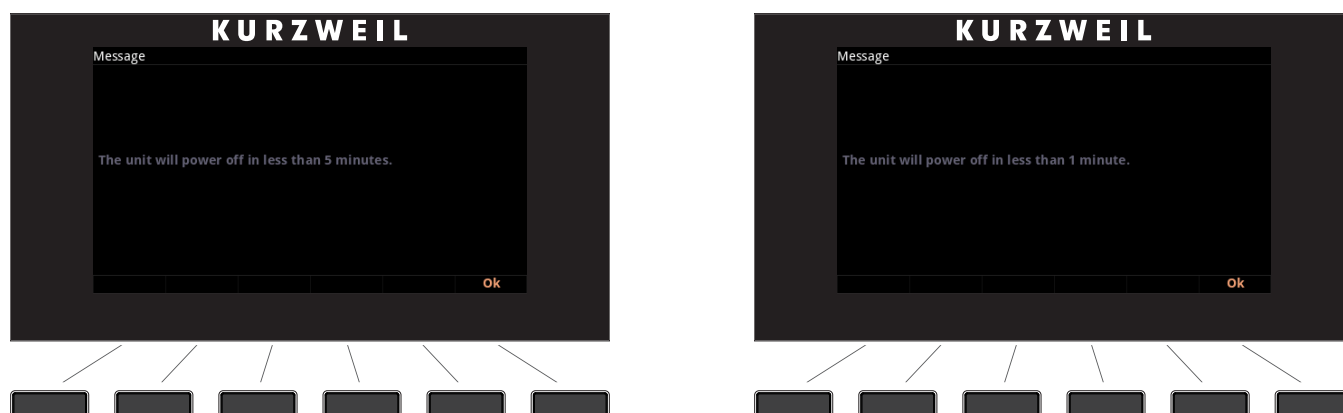 KURZWEIL
Message
The unit will power off in less than 5 minutes.
Ok
KURZWEIL
Message
The unit will power off in less than 1 minute.
Ok